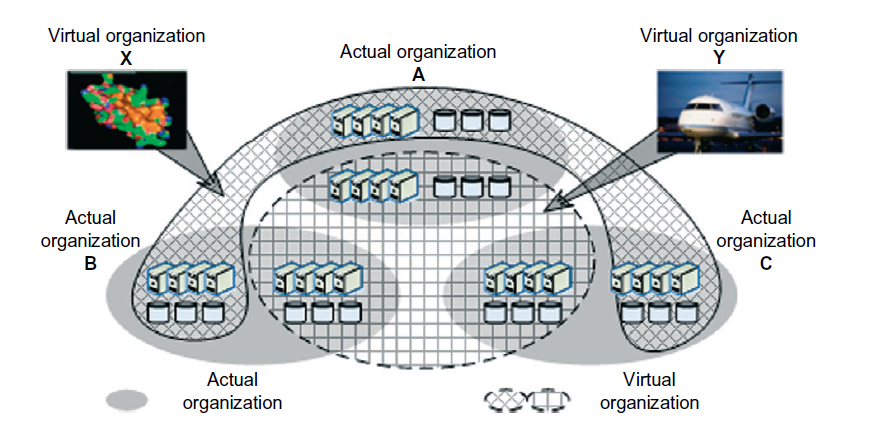 Virtual organization
X
Actual organization
A
Virtual organization
Y
Actual
organization
B
Actual
organization
C
Actual
organization
Virtual
organization